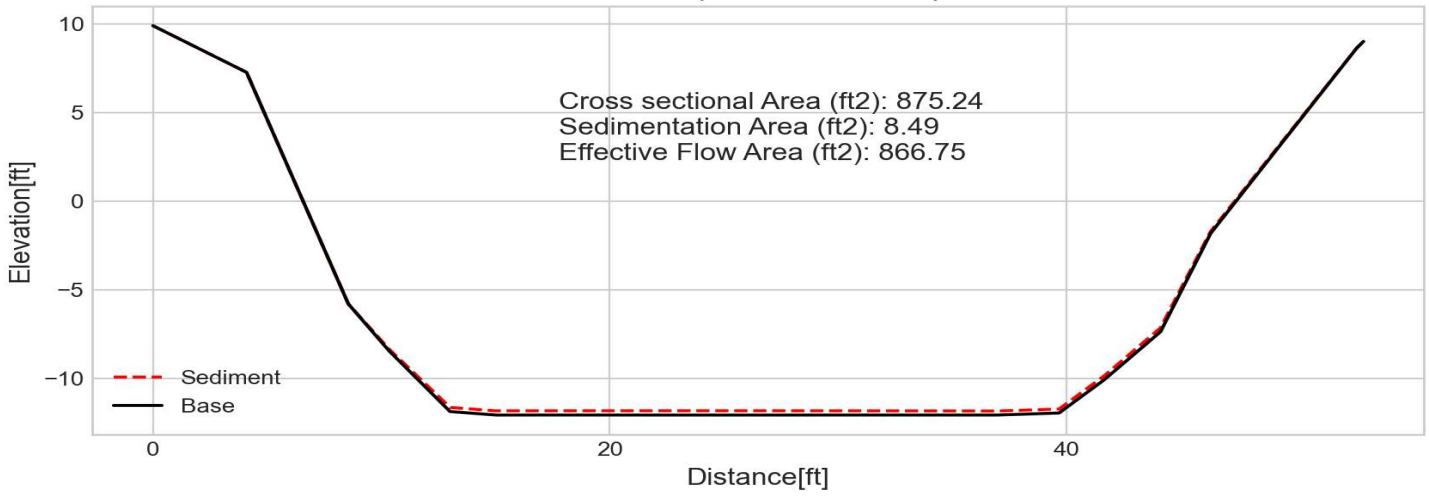 10
5
0
−5
−10
Elevation[ft]
Cross sectional Area (ft2): 875.24
Sedimentation Area (ft2): 8.49
Effective Flow Area (ft2): 866.75
Sediment
Base
0
20
40
Distance[ft]